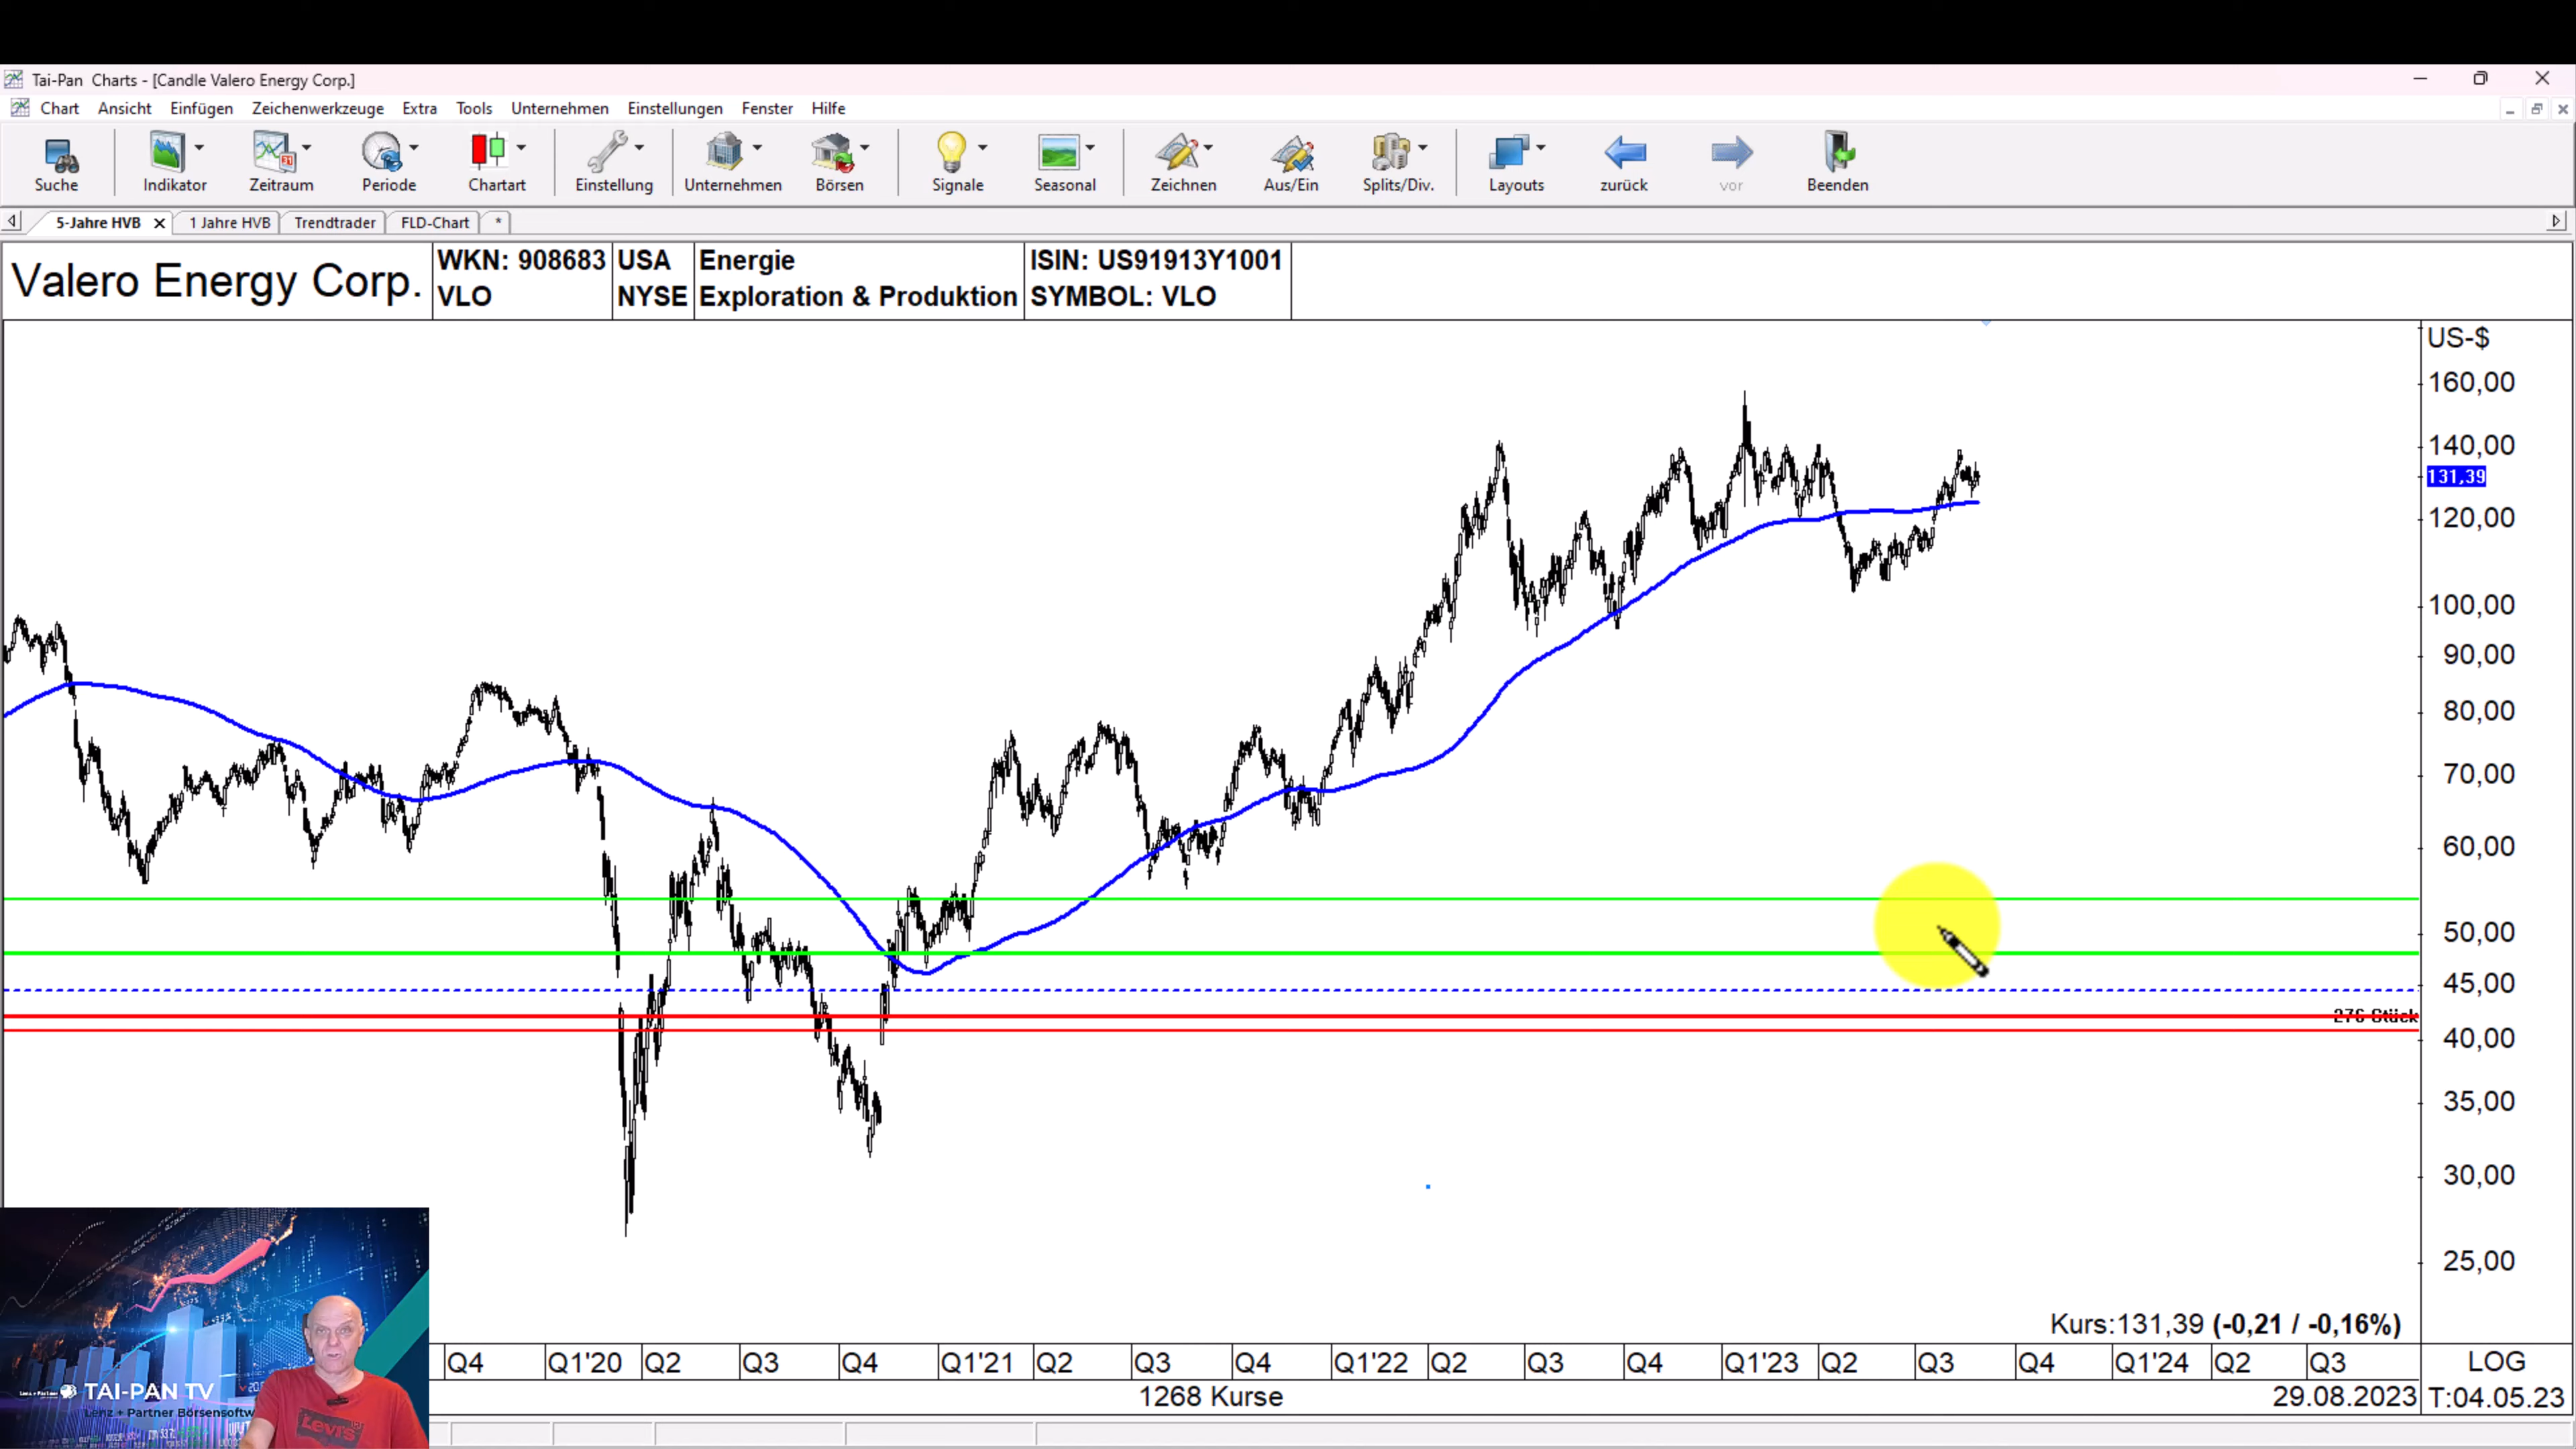 Tai-Pan Charts - [Candle Valero Energy Corp.]
Chart Ansicht Einfügen Zeichenwerkzeuge Extra Tools Unternehmen Einstellungen Fenster Hilfe
Suche Indikator Zeitraum Periode Chartart Einstellung Unternehmen Börsen Signale Seasonal Zeichnen Aus/Ein Splits/Div. Layouts zurück vor Beenden
5-Jahre HVB 1 Jahre HVB Trendtrader FLD-Chart *
Valero Energy Corp.
WKN: 908683
VLO
USA
NYSE
Energie
Exploration & Produktion
ISIN: US91913Y1001
SYMBOL: VLO
US-$
160,00
140,00
131,39
120,00
100,00
90,00
80,00
70,00
60,00
50,00
45,00
276 Stück
40,00
35,00
30,00
25,00
Kurs:131,39 (-0,21 / -0,16%)
Q4 Q1'20 Q2 Q3 Q4 Q1'21 Q2 Q3 Q4 Q1'22 Q2 Q3 Q4 Q1'23 Q2 Q3 Q4 Q1'24 Q2 Q3 LOG
1268 Kurse 29.08.2023 T:04.05.23
TAI-PAN TV
Lenz + Partner Börsensoftw
Levi's